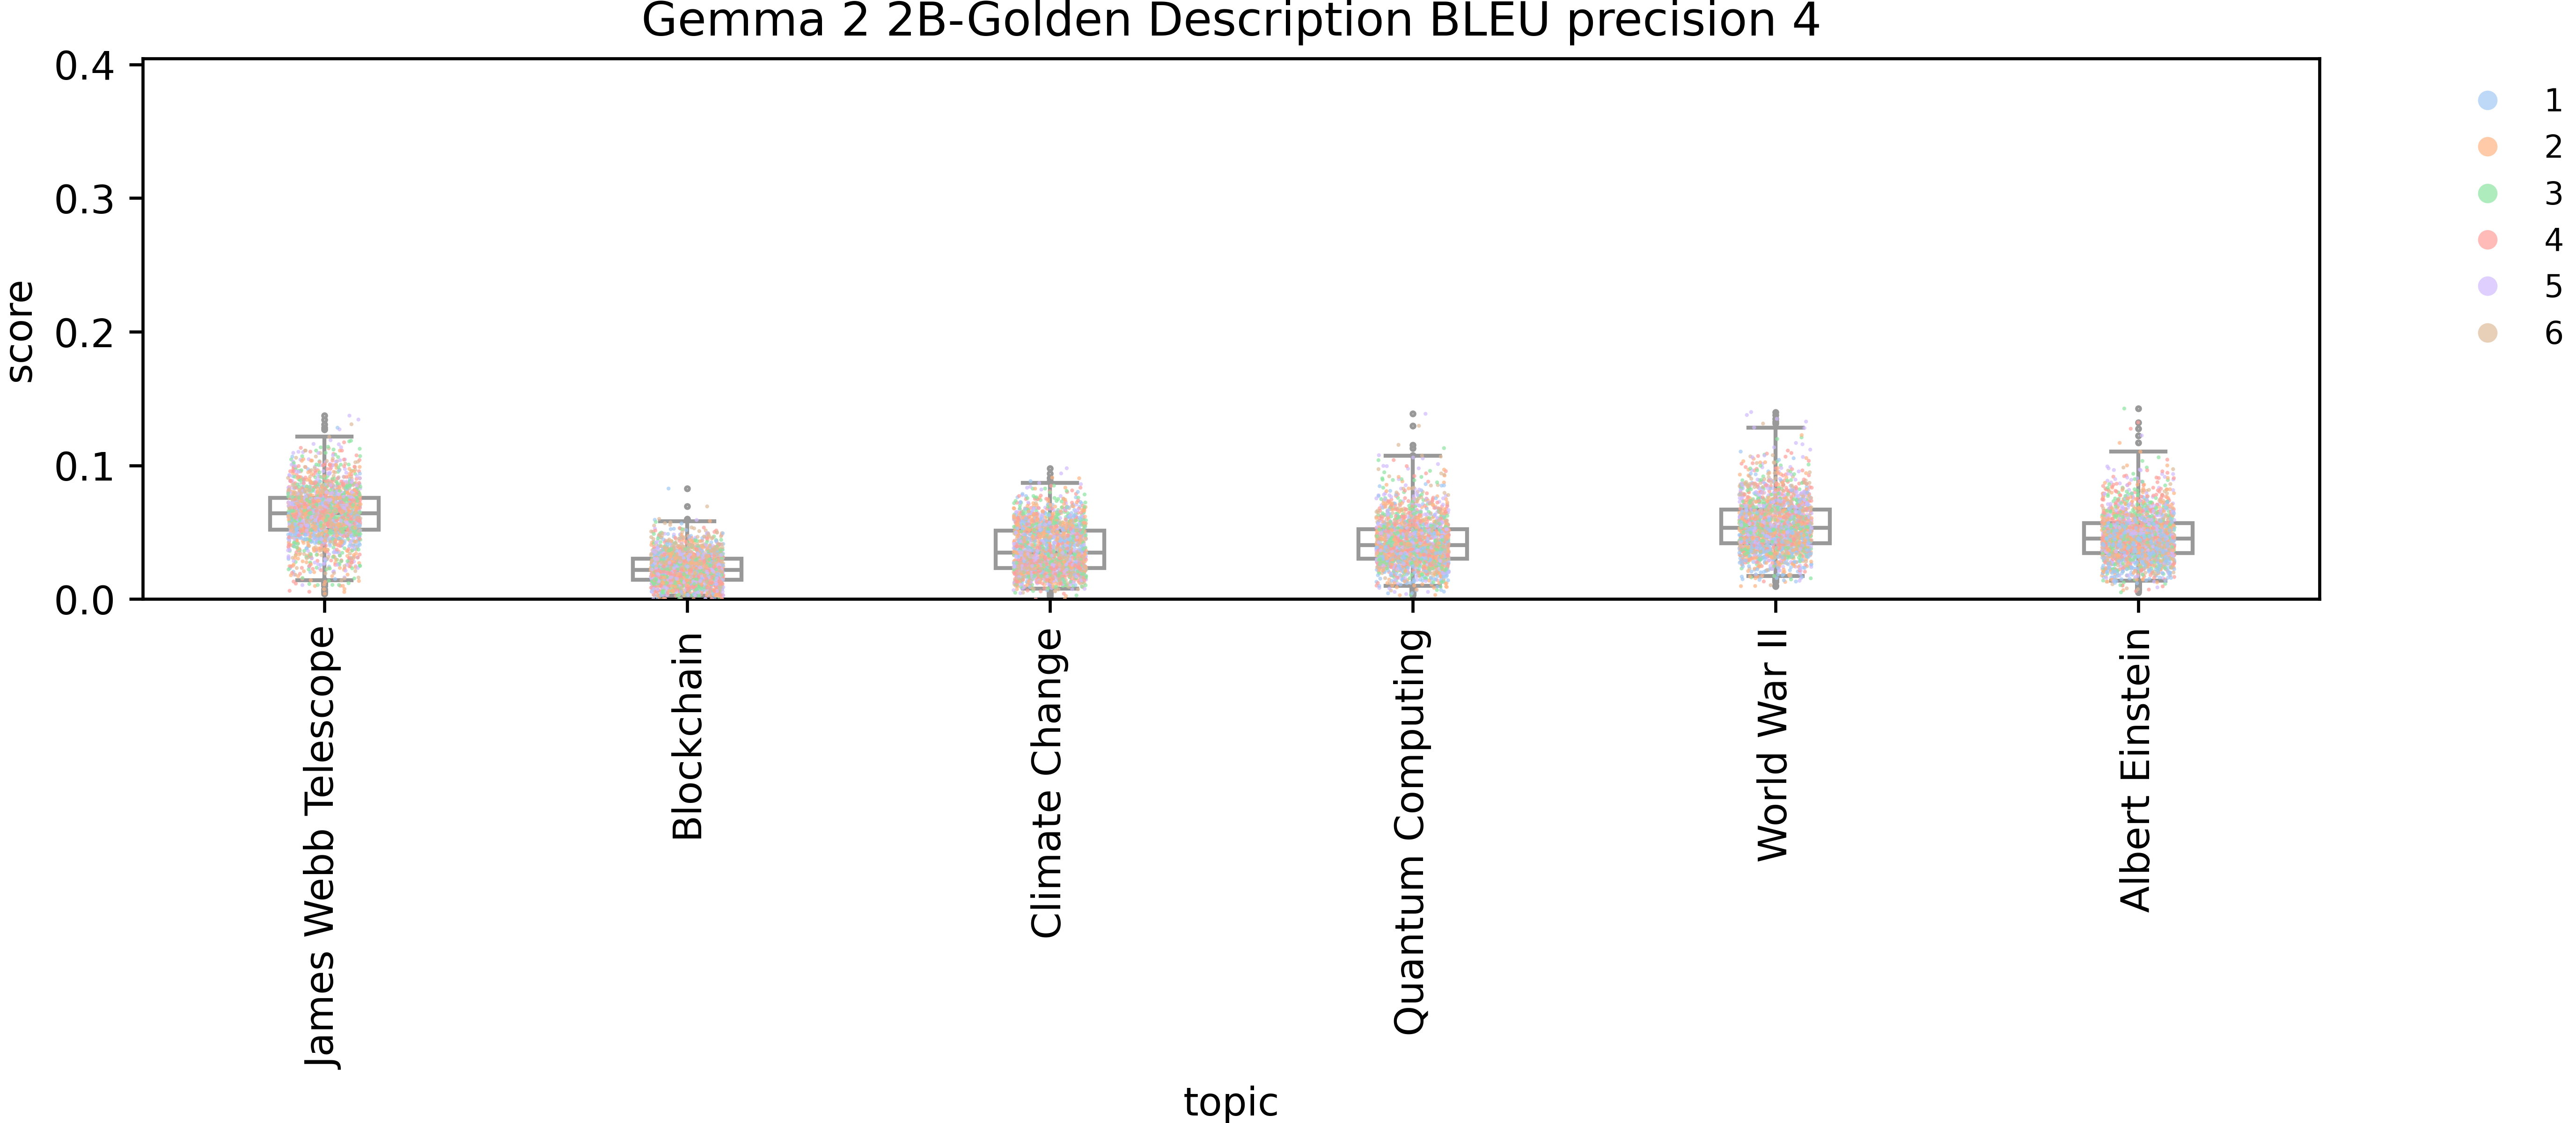 Gemma 2 2B-Golden Description BLEU precision 4
score
0.4
0.3
0.2
0.1
0.0
James Webb Telescope
Blockchain
Climate Change
Quantum Computing
World War II
Albert Einstein
topic
1
2
3
4
5
6